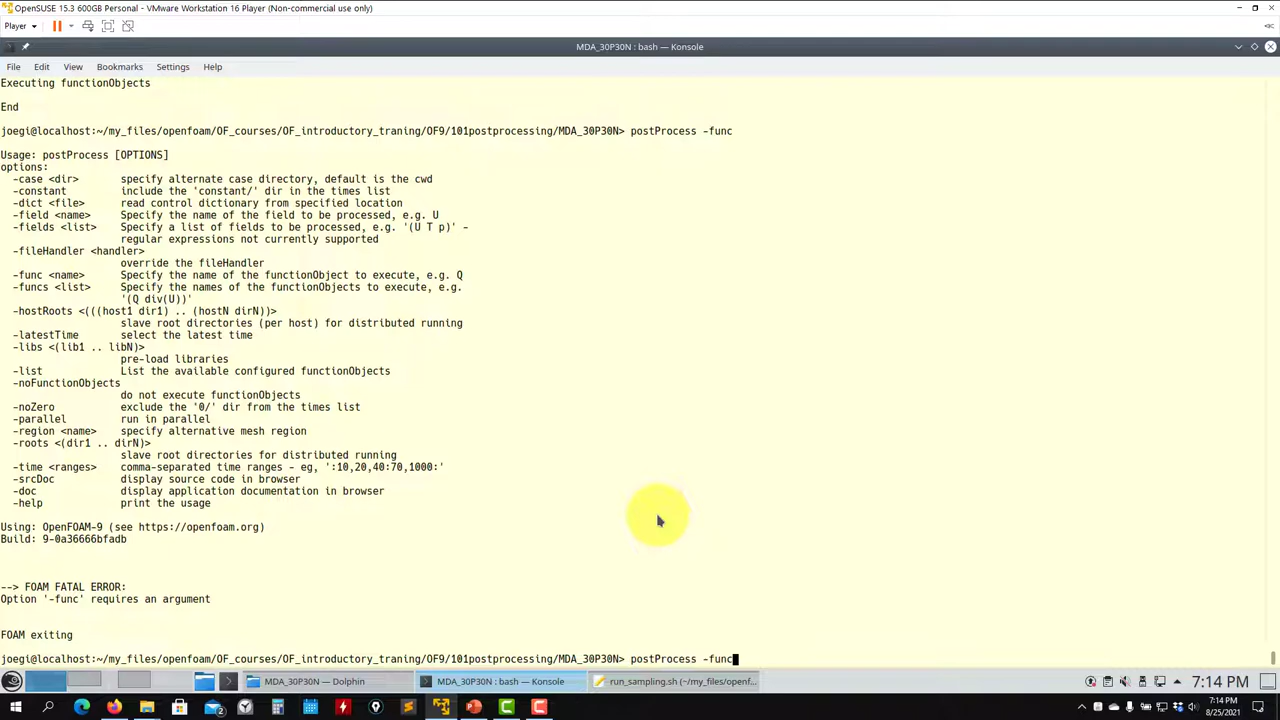 OpenSUSE 15.3 600GB Personal - VMware Workstation 16 Player (Non-commercial use only)
Player
MDA_30P30N : bash — Konsole
File Edit View Bookmarks Settings Help
Executing functionObjects
End
joegi@localhost:~/my_files/openfoam/OF_courses/OF_introductory_traning/OF9/101postprocessing/MDA_30P30N> postProcess -func
Usage: postProcess [OPTIONS]
options:
-case <dir> specify alternate case directory, default is the cwd
-constant include the 'constant/' dir in the times list
-dict <file> read control dictionary from specified location
-field <name> Specify the name of the field to be processed, e.g. U
-fields <list> Specify a list of fields to be processed, e.g. '(U T p)' -
regular expressions not currently supported
-fileHandler <handler>
override the fileHandler
-func <name> Specify the name of the functionObject to execute, e.g. Q
-funcs <list> Specify the names of the functionObjects to execute, e.g.
'(Q div(U))'
-hostRoots <(((host1 dir1) .. (hostN dirN))>
slave root directories (per host) for distributed running
-latestTime select the latest time
-libs <(lib1 .. libN)>
pre-load libraries
-list List the available configured functionObjects
-noFunctionObjects
do not execute functionObjects
-noZero exclude the '0/' dir from the times list
-parallel run in parallel
-region <name> specify alternative mesh region
-roots <(dir1 .. dirN)>
slave root directories for distributed running
-time <ranges> comma-separated time ranges - eg, ':10,20,40:70,1000:'
-srcDoc display source code in browser
-doc display application documentation in browser
-help print the usage
Using: OpenFOAM-9 (see https://openfoam.org)
Build: 9-0a36666bfadb
--> FOAM FATAL ERROR:
Option '-func' requires an argument
FOAM exiting
joegi@localhost:~/my_files/openfoam/OF_courses/OF_introductory_traning/OF9/101postprocessing/MDA_30P30N> postProcess -func
MDA_30P30N — Dolphin
MDA_30P30N : bash — Konsole
run_sampling.sh (~/my_files/openf...
7:14 PM
7:14 PM
8/25/2021